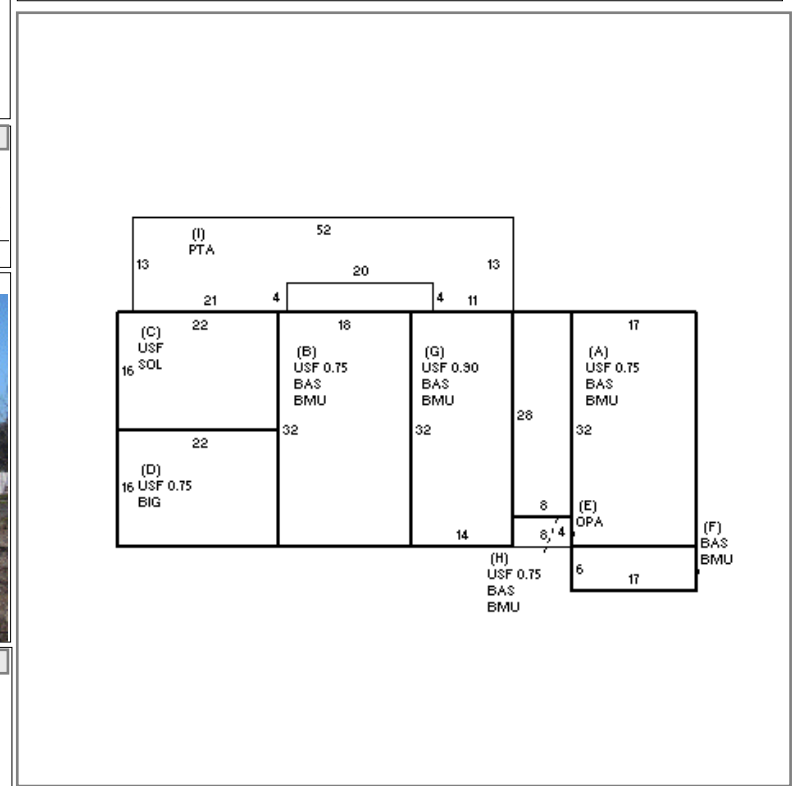 (I)
PTA
52
13
13
20
21
4
4
11
(C)
USF
SOL
22
16
18
(B)
USF 0.75
BAS
BMU
32
(G)
USF 0.90
BAS
BMU
32
28
17
(A)
USF 0.75
BAS
BMU
32
22
(D)
USF 0.75
BIG
16
14
8
8
4
(E)
OPA
(F)
BAS
BMU
(H)
USF 0.75
BAS
BMU
6
17